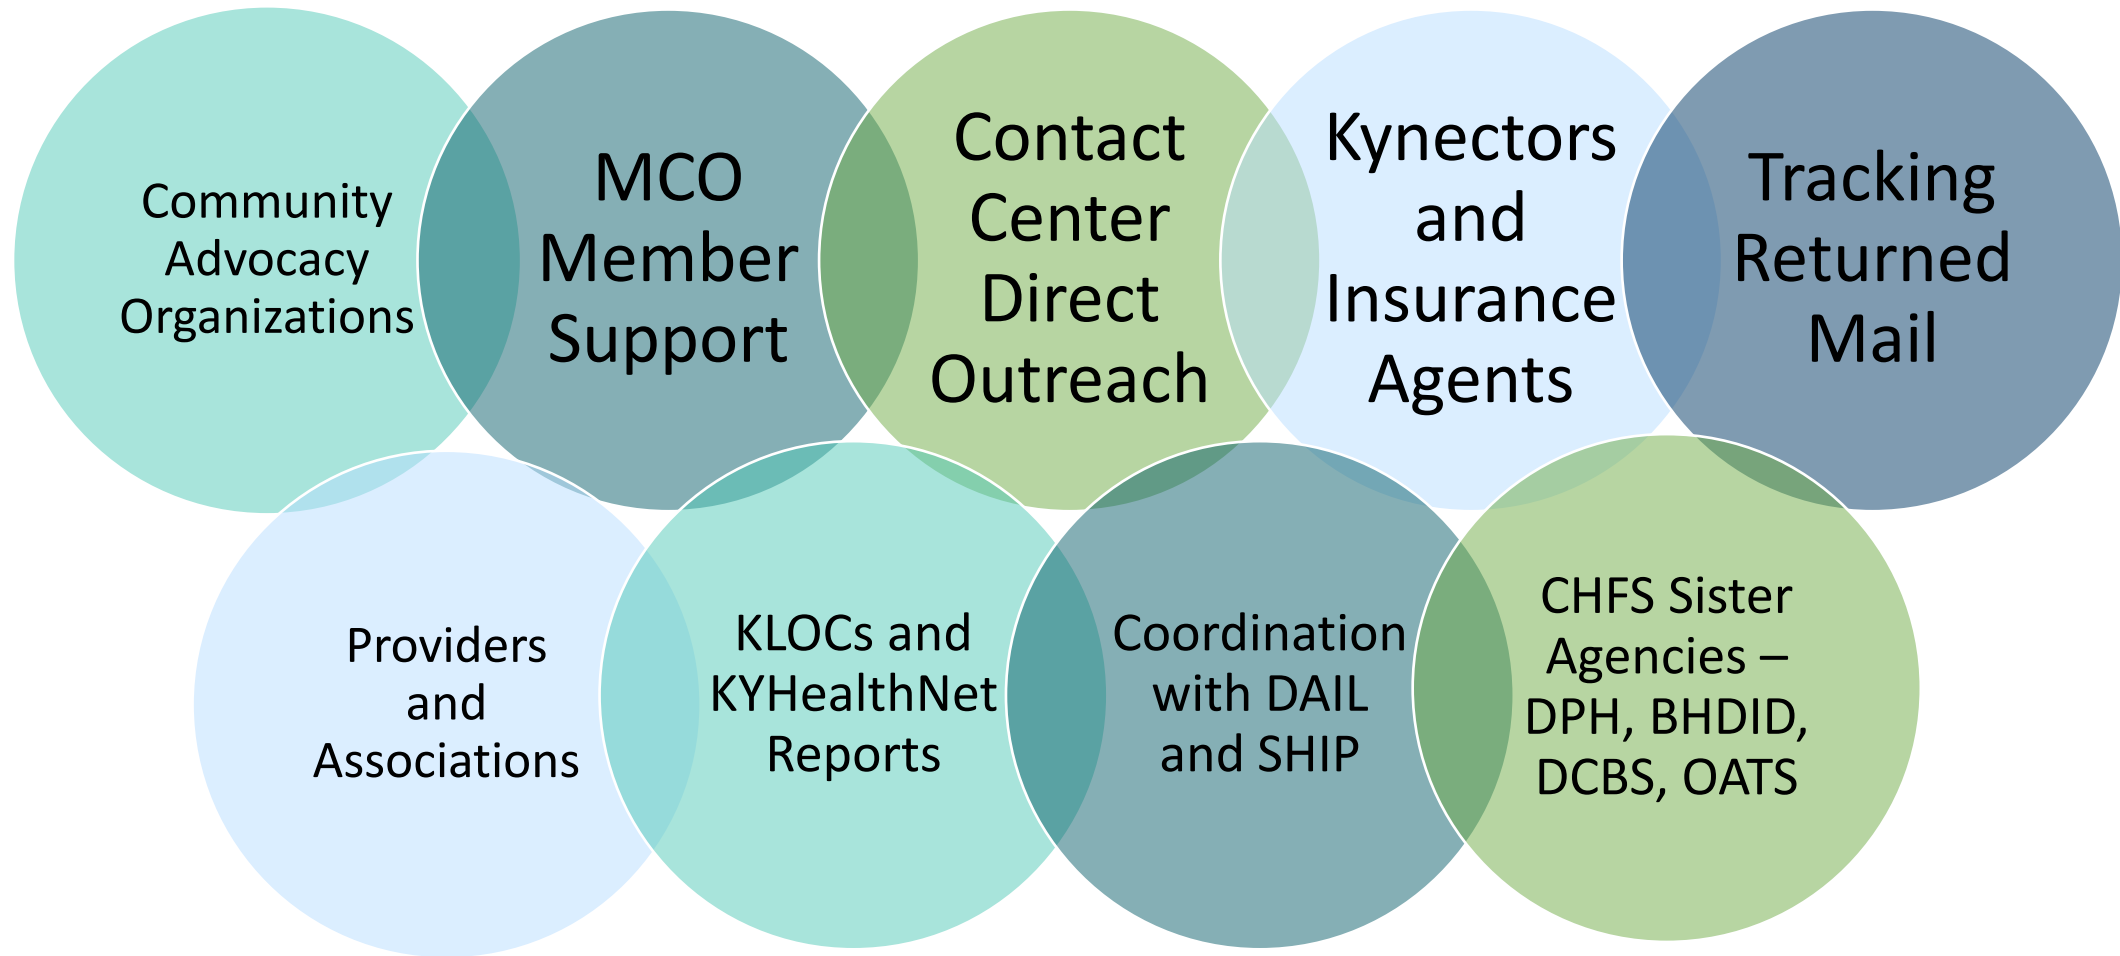 Community
Advocacy
Organizations
MCO
Member
Support
Contact
Center
Direct
Outreach
Kynectors
and
Insurance
Agents
Tracking
Returned
Mail
Providers
and
Associations
KLOCs and
KYHealthNet
Reports
Coordination
with DAIL
and SHIP
CHFS Sister
Agencies –
DPH, BHDID,
DCBS, OATS